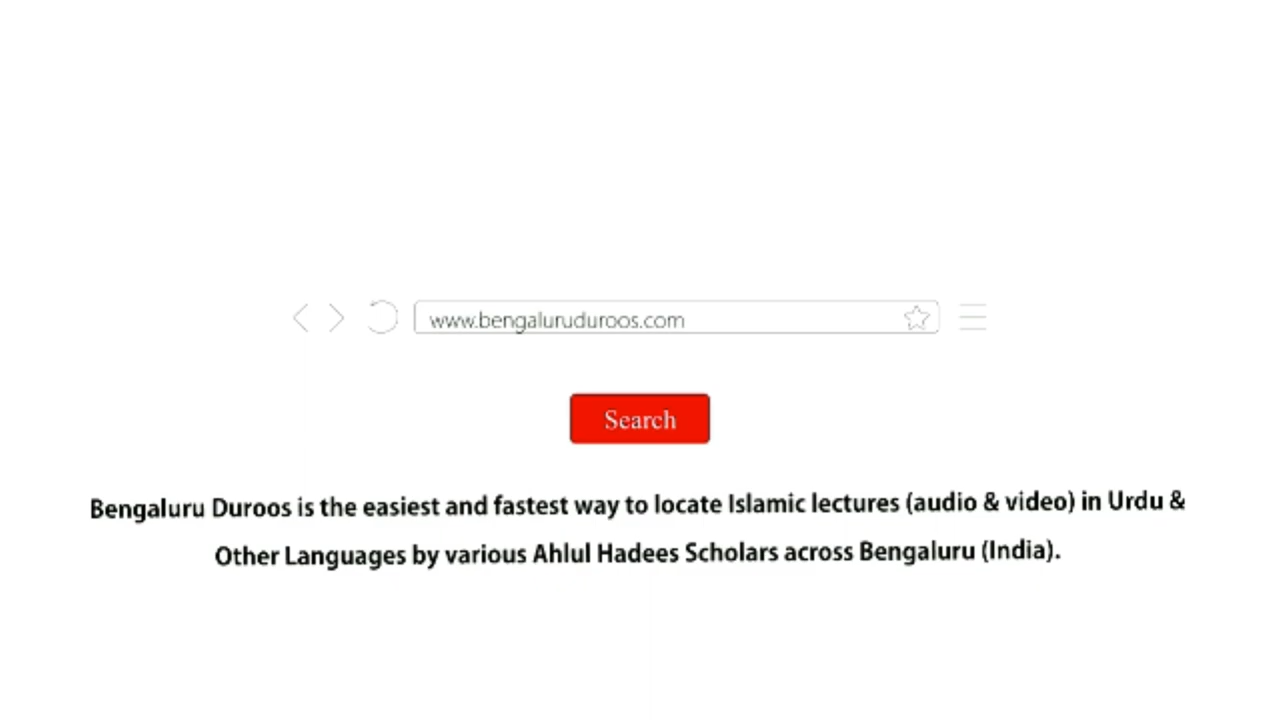 www.bengaluruduroos.com
Search
Bengaluru Duroos is the easiest and fastest way to locate Islamic lectures (audio & video) in Urdu &
Other Languages by various Ahlul Hadees Scholars across Bengaluru (India).